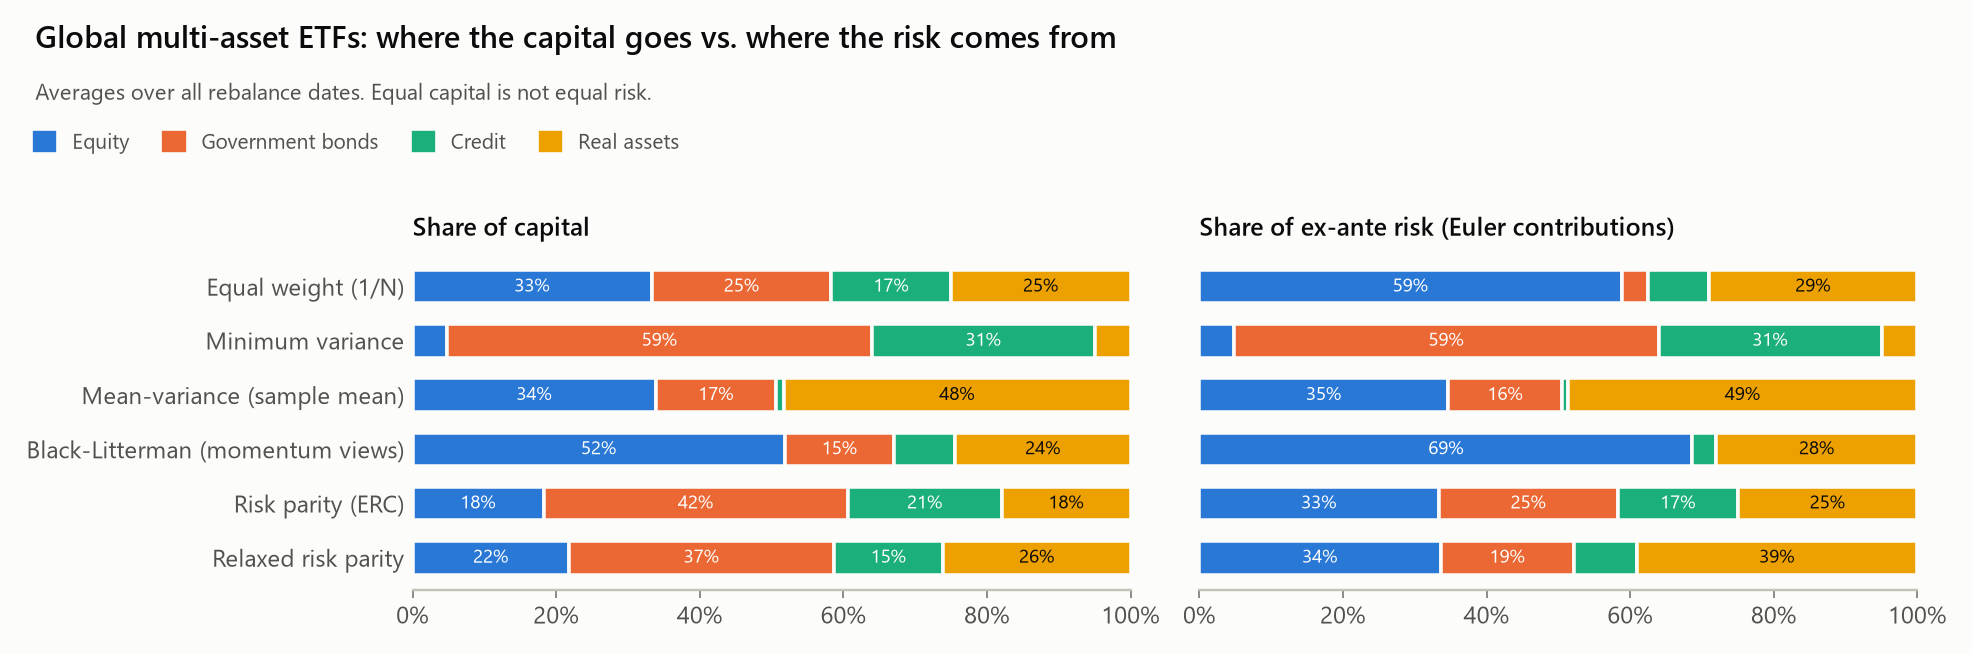 Global multi-asset ETFs: where the capital goes vs. where the risk comes from
Averages over all rebalance dates. Equal capital is not equal risk.
Equity Government bonds Credit Real assets
Share of capital Share of ex-ante risk (Euler contributions)
Equal weight (1/N) 33% 25% 17% 25% 59% 29%
Minimum variance 59% 31% 59% 31%
Mean-variance (sample mean) 34% 17% 48% 35% 16% 49%
Black-Litterman (momentum views) 52% 15% 24% 69% 28%
Risk parity (ERC) 18% 42% 21% 18% 33% 25% 17% 25%
Relaxed risk parity 22% 37% 15% 26% 34% 19% 39%
0% 20% 40% 60% 80% 100% 0% 20% 40% 60% 80% 100%